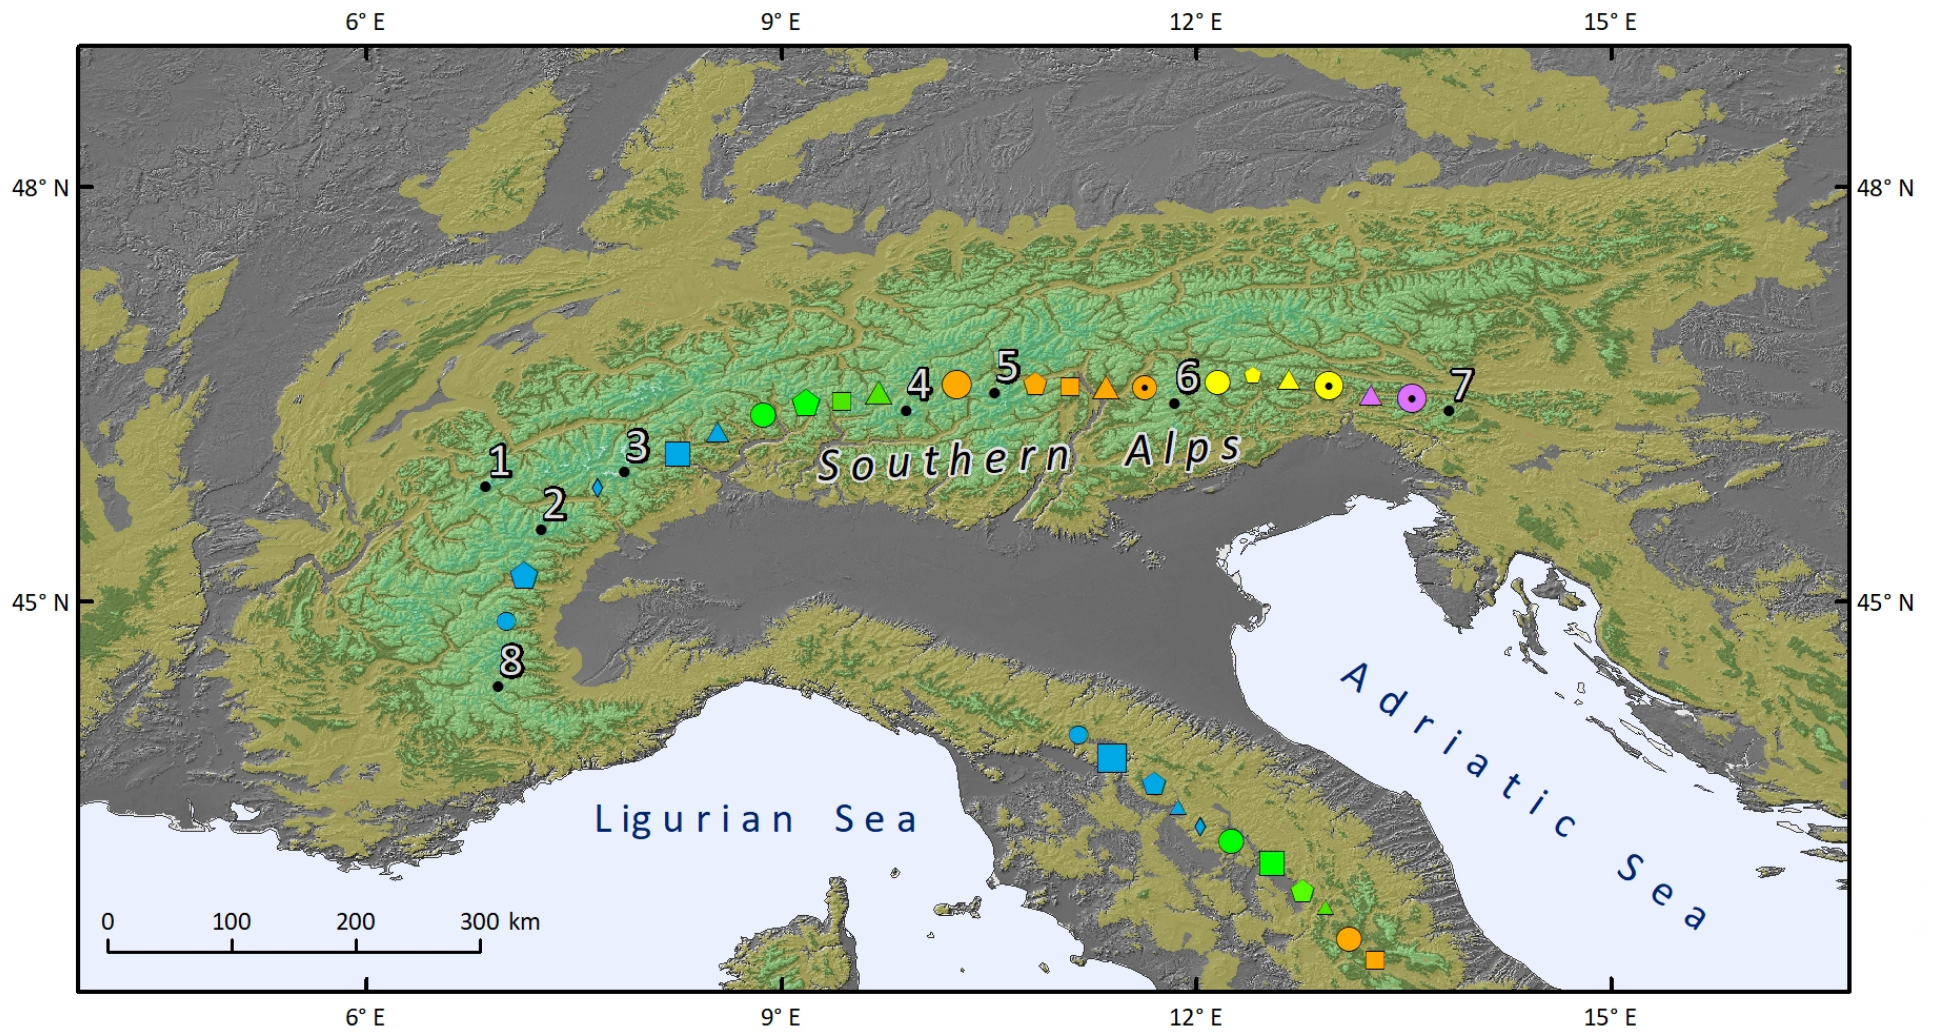 6° E 9° E 12° E 15° E
48° N 48° N
5
4 6 7
Southern Alps
3
1
2
45° N 45° N
8
Adriatic Sea
Ligurian Sea
0 100 200 300 km
6° E 9° E 12° E 15° E